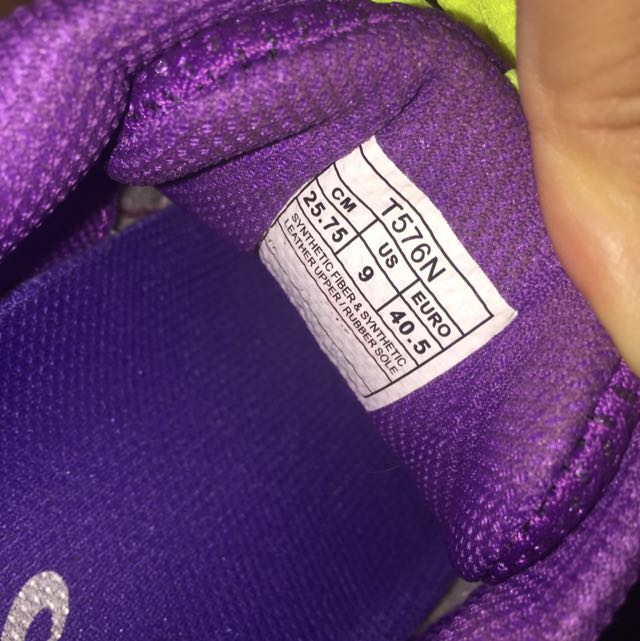 T576N
CM US EURO
25.75 9 40.5
SYNTHETIC FIBER & SYNTHETIC
LEATHER UPPER / RUBBER SOLE